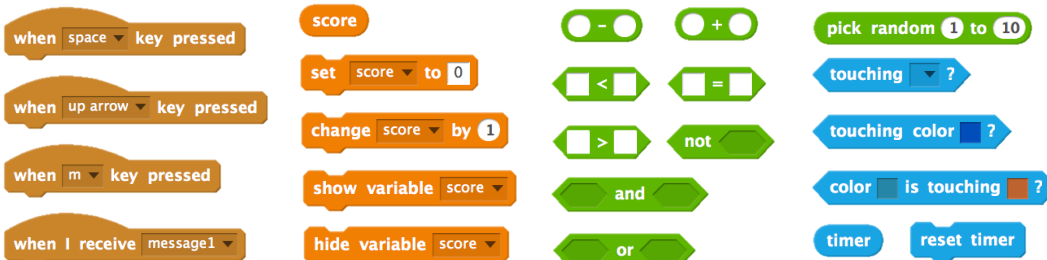 when space key pressed
when up arrow key pressed
when m key pressed
when I receive message1
score
set score to 0
change score by 1
show variable score
hide variable score
-
+
<
=
>
not
and
or
pick random 1 to 10
touching ?
touching color ?
color is touching ?
timer
reset timer